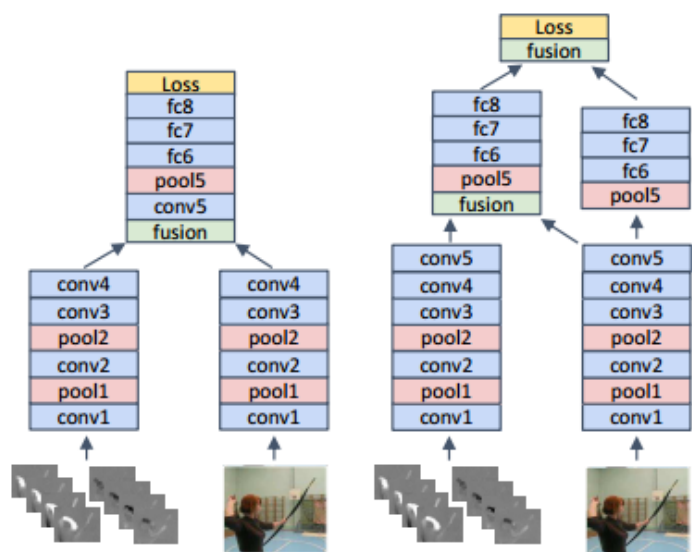 Loss
fc8
fc7
fc6
pool5
conv5
fusion
conv4
conv3
pool2
conv2
pool1
conv1
conv4
conv3
pool2
conv2
pool1
conv1
Loss
fusion
fc8
fc7
fc6
pool5
fusion
fc8
fc7
fc6
pool5
conv5
conv4
conv3
pool2
conv2
pool1
conv1
conv5
conv4
conv3
pool2
conv2
pool1
conv1